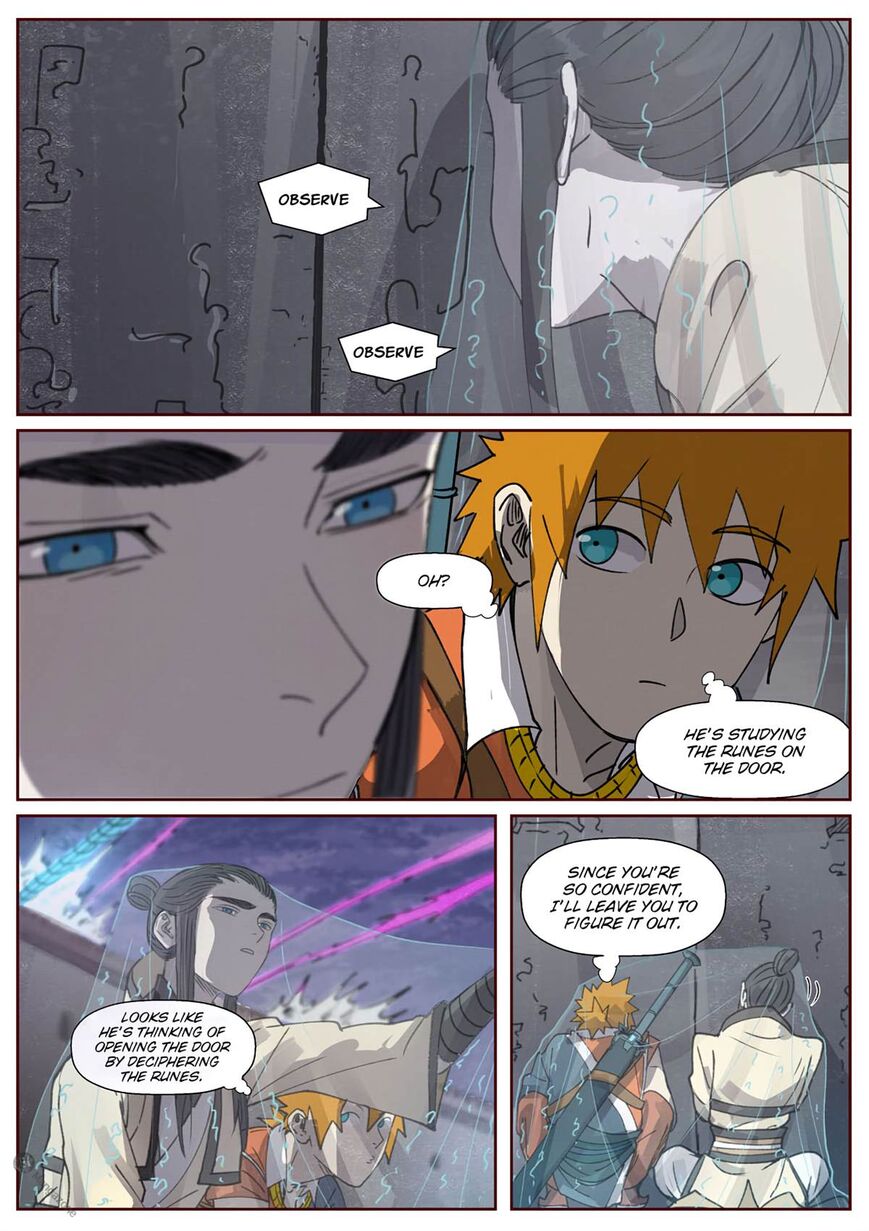 OBSERVE
OBSERVE
OH?
HE'S STUDYING
THE RUNES ON
THE DOOR.
LOOKS LIKE
HE'S THINKING OF
OPENING THE DOOR
BY DECIPHERING
THE RUNES.
SINCE YOU'RE
SO CONFIDENT,
I'LL LEAVE YOU TO
FIGURE IT OUT.